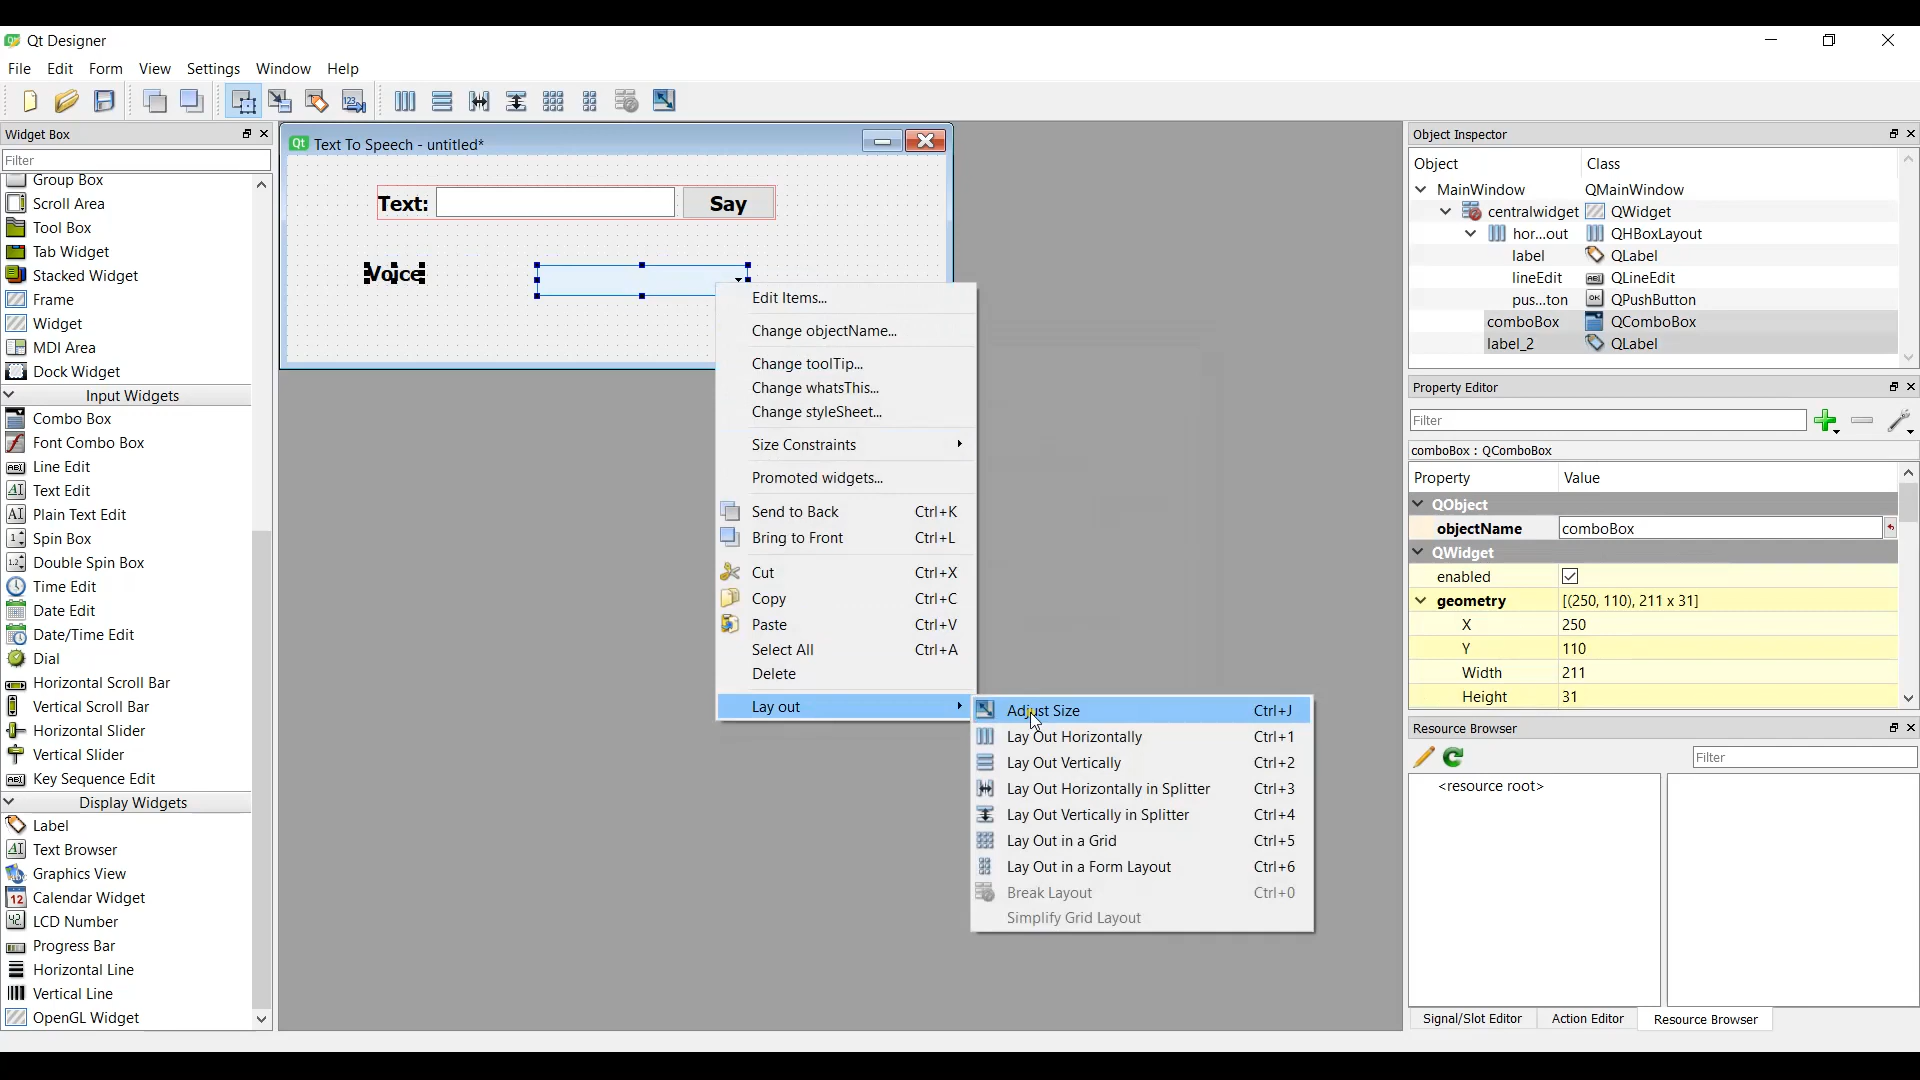 Qt Designer
File Edit Form View Settings Window Help
Widget Box
Filter
Group Box
Scroll Area
Tool Box
Tab Widget
Stacked Widget
Frame
Widget
MDI Area
Dock Widget
Input Widgets
Combo Box
Font Combo Box
Line Edit
Text Edit
Plain Text Edit
Spin Box
Double Spin Box
Time Edit
Date Edit
Date/Time Edit
Dial
Horizontal Scroll Bar
Vertical Scroll Bar
Horizontal Slider
Vertical Slider
Key Sequence Edit
Display Widgets
Label
Text Browser
Graphics View
Calendar Widget
LCD Number
Progress Bar
Horizontal Line
Vertical Line
OpenGL Widget
Qt Text To Speech - untitled*
Text: Say
Voice
Edit Items...
Change objectName...
Change toolTip...
Change whatsThis...
Change styleSheet...
Size Constraints
Promoted widgets...
Send to Back Ctrl+K
Bring to Front Ctrl+L
Cut Ctrl+X
Copy Ctrl+C
Paste Ctrl+V
Select All Ctrl+A
Delete
Lay out
Adjust Size Ctrl+J
Lay Out Horizontally Ctrl+1
Lay Out Vertically Ctrl+2
Lay Out Horizontally in Splitter Ctrl+3
Lay Out Vertically in Splitter Ctrl+4
Lay Out in a Grid Ctrl+5
Lay Out in a Form Layout Ctrl+6
Break Layout Ctrl+0
Simplify Grid Layout
Object Inspector
Object Class
MainWindow QMainWindow
centralwidget QWidget
hor...out QHBoxLayout
label QLabel
lineEdit QLineEdit
pus...ton QPushButton
comboBox QComboBox
label_2 QLabel
Property Editor
Filter
comboBox : QComboBox
Property Value
QObject
objectName comboBox
QWidget
enabled
geometry [(250, 110), 211 x 31]
X 250
Y 110
Width 211
Height 31
Resource Browser
Filter
<resource root>
Signal/Slot Editor Action Editor Resource Browser